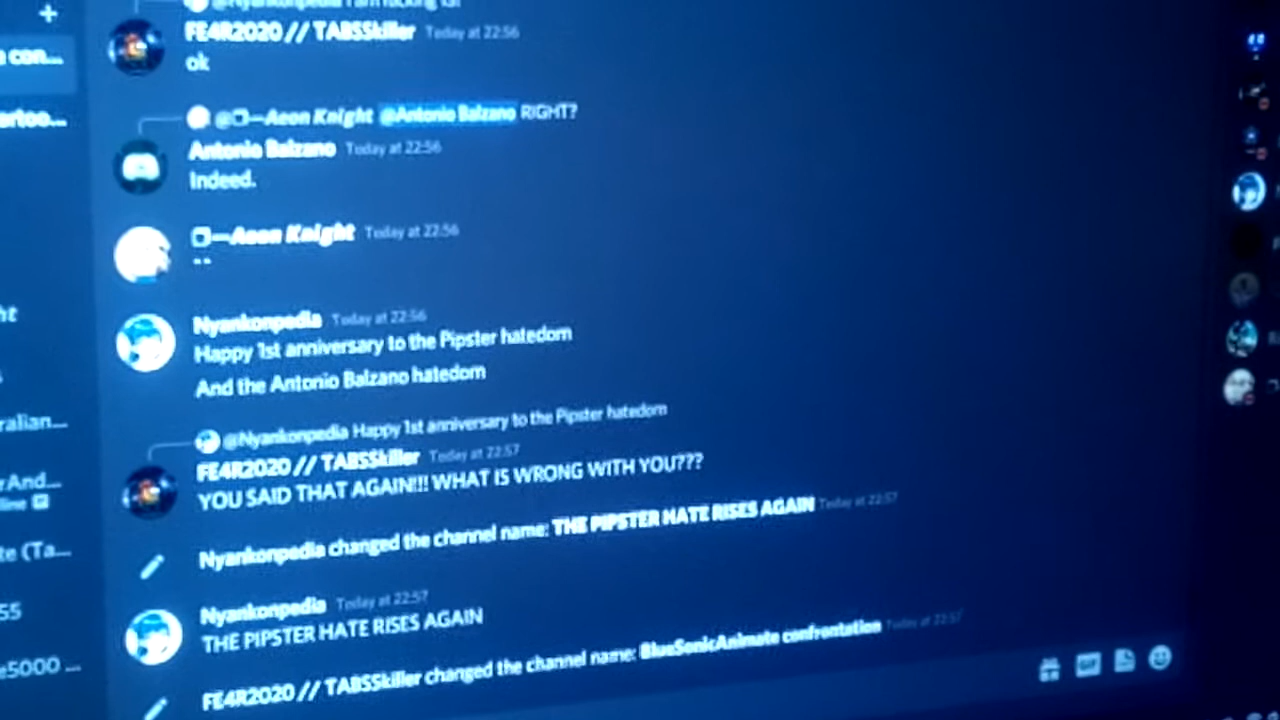 FE4R2020 // TABSSkiller Today at 22:56
ok
@❒—Aeon Knight @Antonio Balzano RIGHT?
Antonio Balzano Today at 22:56
Indeed.
❒—Aeon Knight Today at 22:56
Nyankonpedia Today at 22:56
Happy 1st anniversary to the Pipster hatedom
And the Antonio Balzano hatedom
@Nyankonpedia Happy 1st anniversary to the Pipster hatedom
FE4R2020 // TABSSkiller Today at 22:57
YOU SAID THAT AGAIN!!! WHAT IS WRONG WITH YOU???
Nyankonpedia changed the channel name: THE PIPSTER HATE RISES AGAIN Today at 22:57
Nyankonpedia Today at 22:57
THE PIPSTER HATE RISES AGAIN
FE4R2020 // TABSSkiller changed the channel name: BlueSonicAnimate confrontation Today at 22:57
GIF